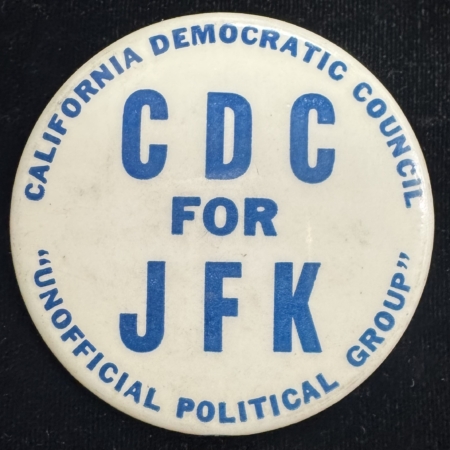 CALIFORNIA DEMOCRATIC COUNCIL
CDC
FOR
JFK
"UNOFFICIAL POLITICAL GROUP"